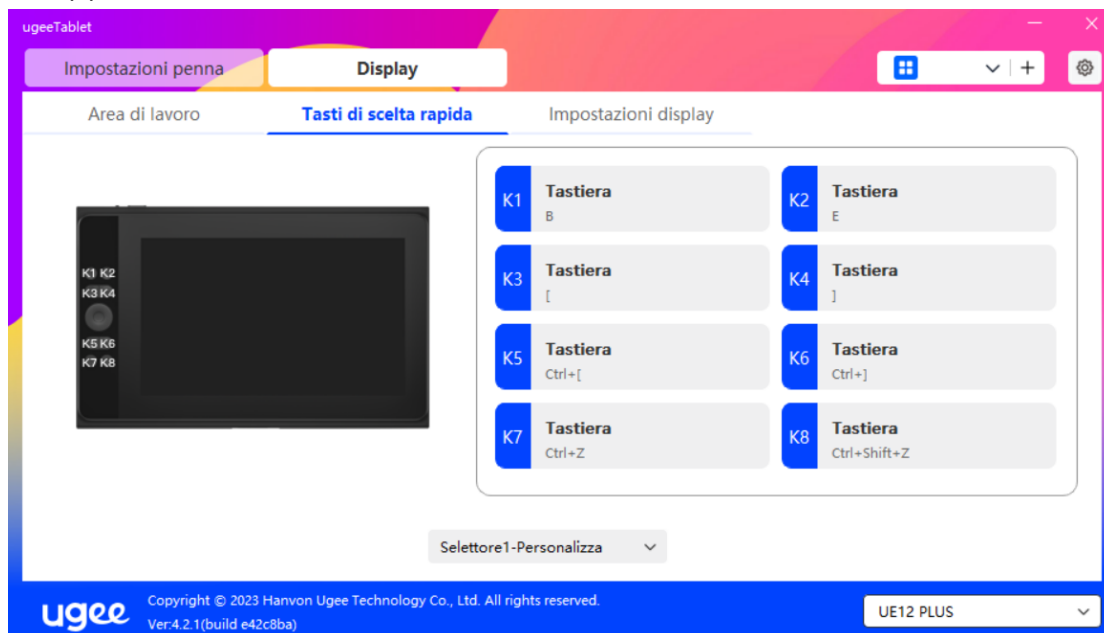 ugeeTablet
Impostazioni penna
Display
Area di lavoro
Tasti di scelta rapida
Impostazioni display
K1 K2
K3 K4
K5 K6
K7 K8
K1
Tastiera
B
K2
Tastiera
E
K3
Tastiera
[
K4
Tastiera
]
K5
Tastiera
Ctrl+[
K6
Tastiera
Ctrl+]
K7
Tastiera
Ctrl+Z
K8
Tastiera
Ctrl+Shift+Z
Selettore1-Personalizza
ugee
Copyright © 2023 Hanvon Ugee Technology Co., Ltd. All rights reserved.
Ver:4.2.1(build e42c8ba)
UE12 PLUS